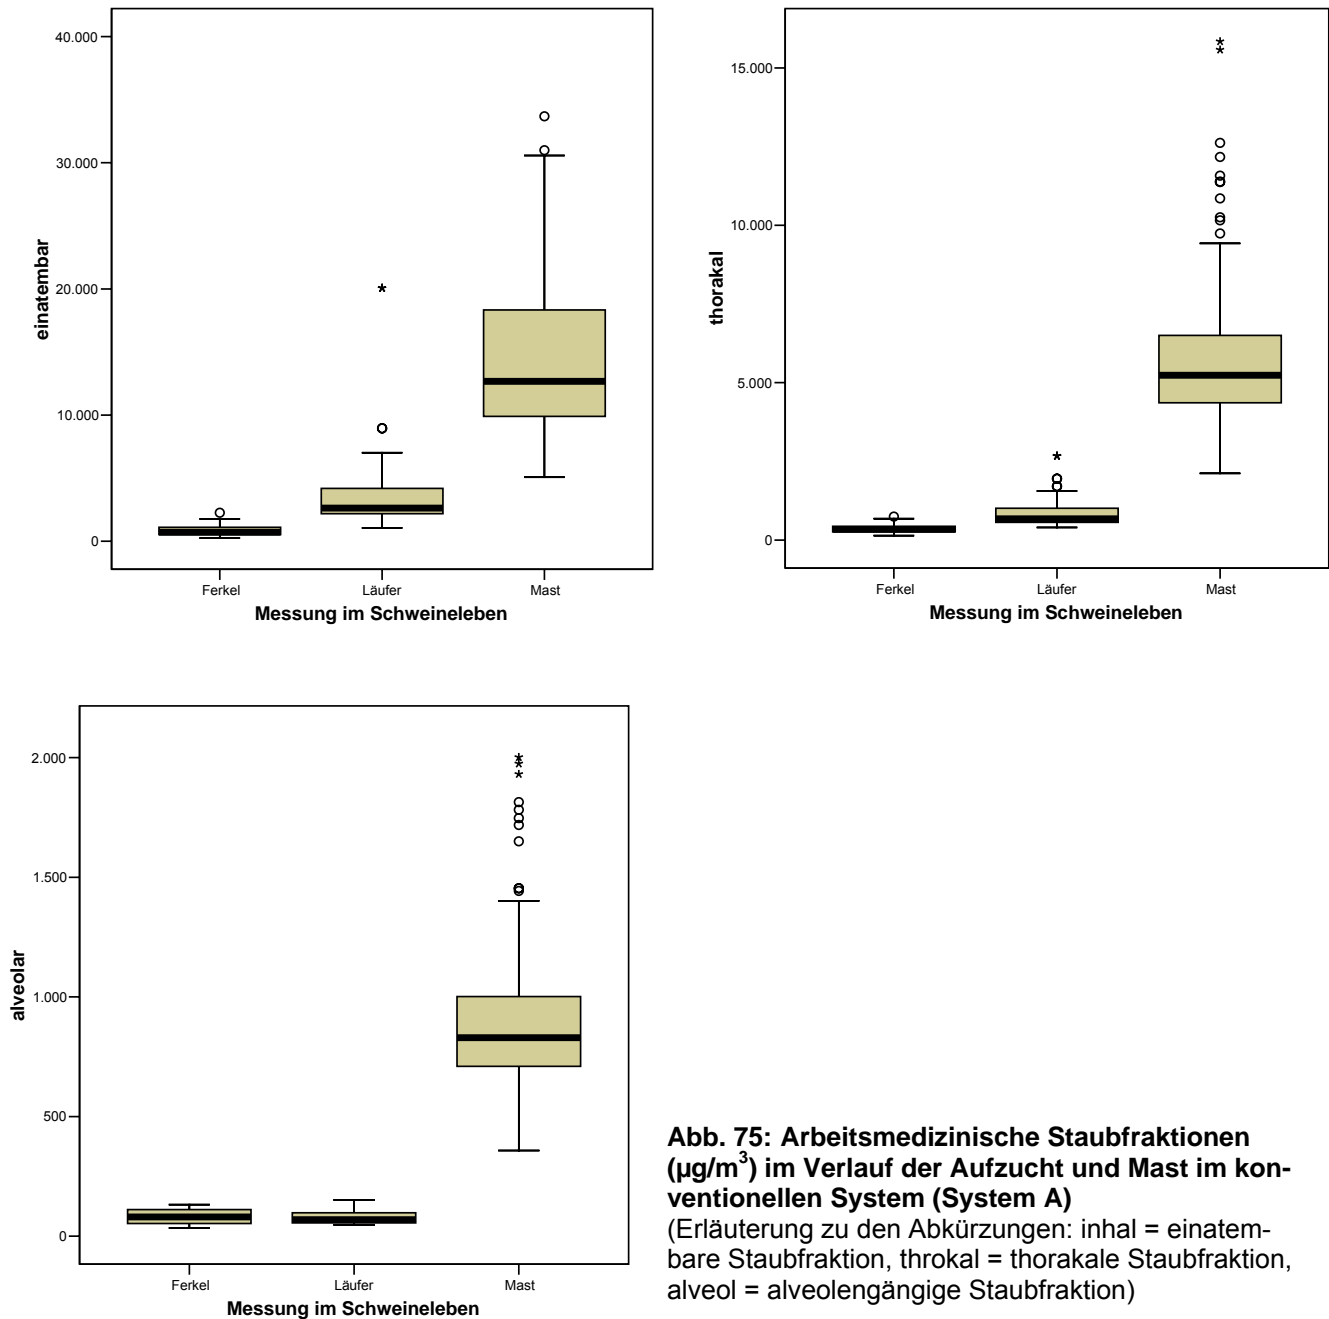 40.000
30.000
20.000
10.000
0
einatembar
Ferkel Läufer Mast
Messung im Schweineleben
15.000
10.000
5.000
0
thorakal
Ferkel Läufer Mast
Messung im Schweineleben
2.000
1.500
1.000
500
0
alveolar
Ferkel Läufer Mast
Messung im Schweineleben
Abb. 75: Arbeitsmedizinische Staubfraktionen
(µg/m³) im Verlauf der Aufzucht und Mast im kon-
ventionellen System (System A)
(Erläuterung zu den Abkürzungen: inhal = einatem-
bare Staubfraktion, throkal = thorakale Staubfraktion,
alveol = alveolengängige Staubfraktion)